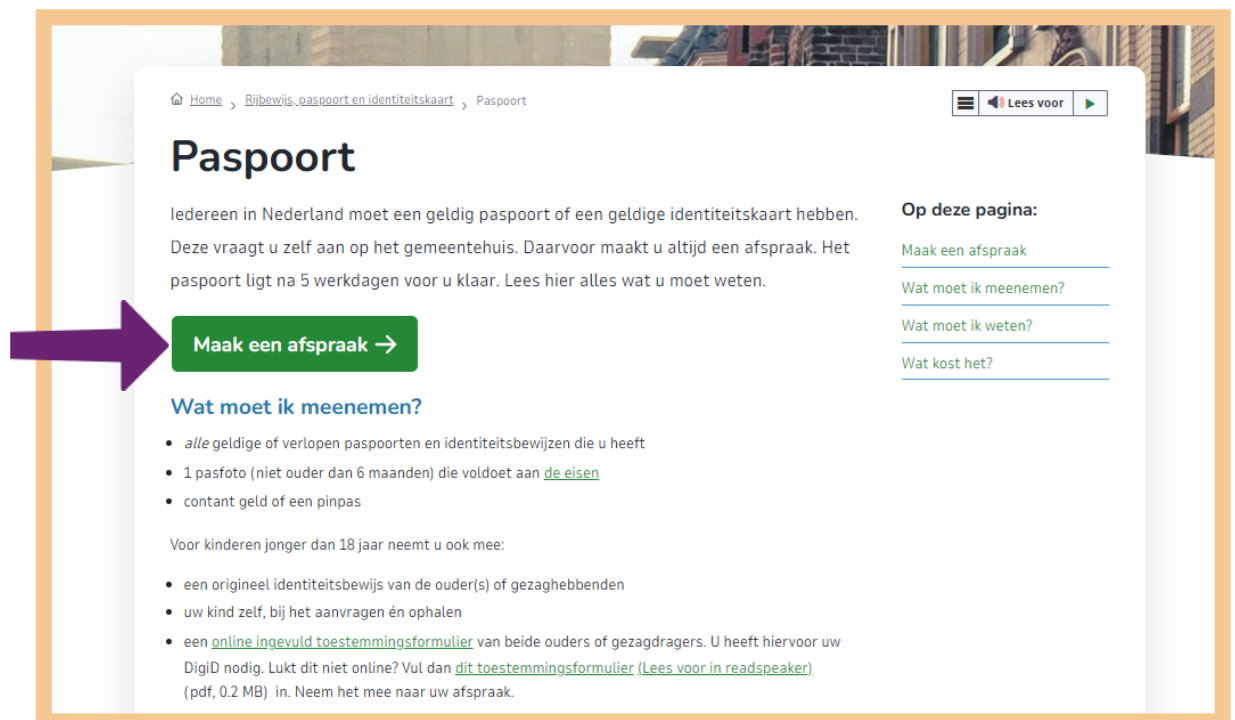 Home > Rijbewijs, paspoort en identiteitskaart > Paspoort
Lees voor
Paspoort
Iedereen in Nederland moet een geldig paspoort of een geldige identiteitskaart hebben.
Deze vraagt u zelf aan op het gemeentehuis. Daarvoor maakt u altijd een afspraak. Het
paspoort ligt na 5 werkdagen voor u klaar. Lees hier alles wat u moet weten.
Maak een afspraak →
Op deze pagina:
Maak een afspraak
Wat moet ik meenemen?
Wat moet ik weten?
Wat kost het?
Wat moet ik meenemen?
• alle geldige of verlopen paspoorten en identiteitsbewijzen die u heeft
• 1 pasfoto (niet ouder dan 6 maanden) die voldoet aan de eisen
• contant geld of een pinpas
Voor kinderen jonger dan 18 jaar neemt u ook mee:
• een origineel identiteitsbewijs van de ouder(s) of gezaghebbenden
• uw kind zelf, bij het aanvragen én ophalen
• een online ingevuld toestemmingsformulier van beide ouders of gezagdragers. U heeft hiervoor uw
DigiD nodig. Lukt dit niet online? Vul dan dit toestemmingsformulier (Lees voor in readspeaker)
(pdf, 0.2 MB) in. Neem het mee naar uw afspraak.